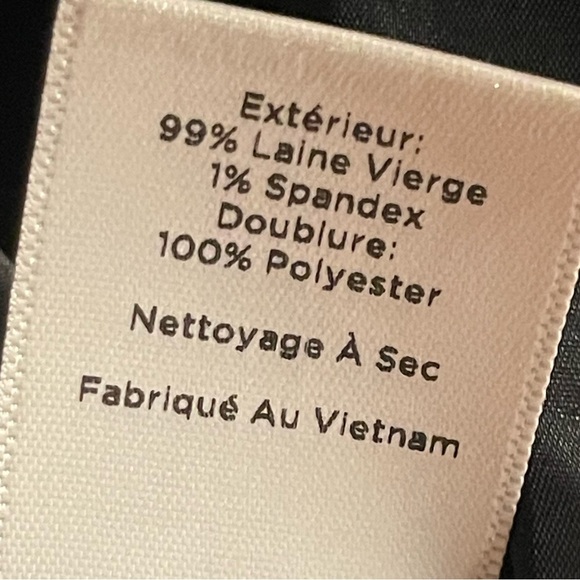 Extérieur:
99% Laine Vierge
1% Spandex
Doublure:
100% Polyester
Nettoyage À Sec
Fabriqué Au Vietnam